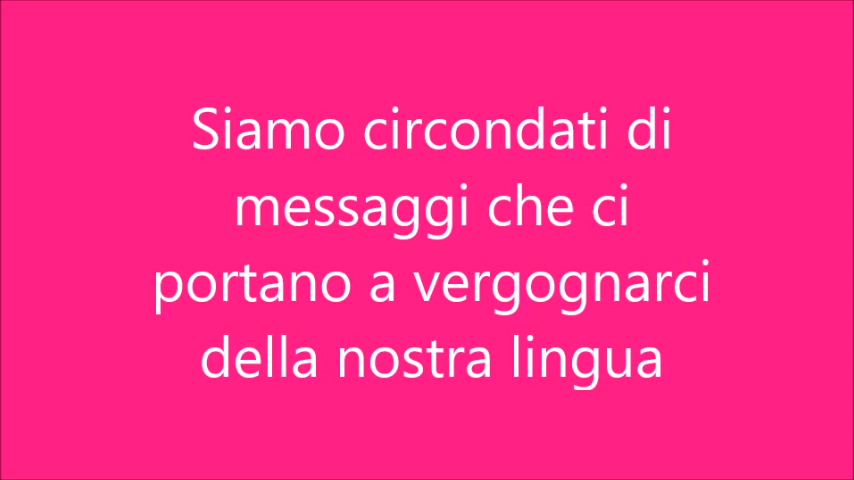 Siamo circondati di
messaggi che ci
portano a vergognarci
della nostra lingua